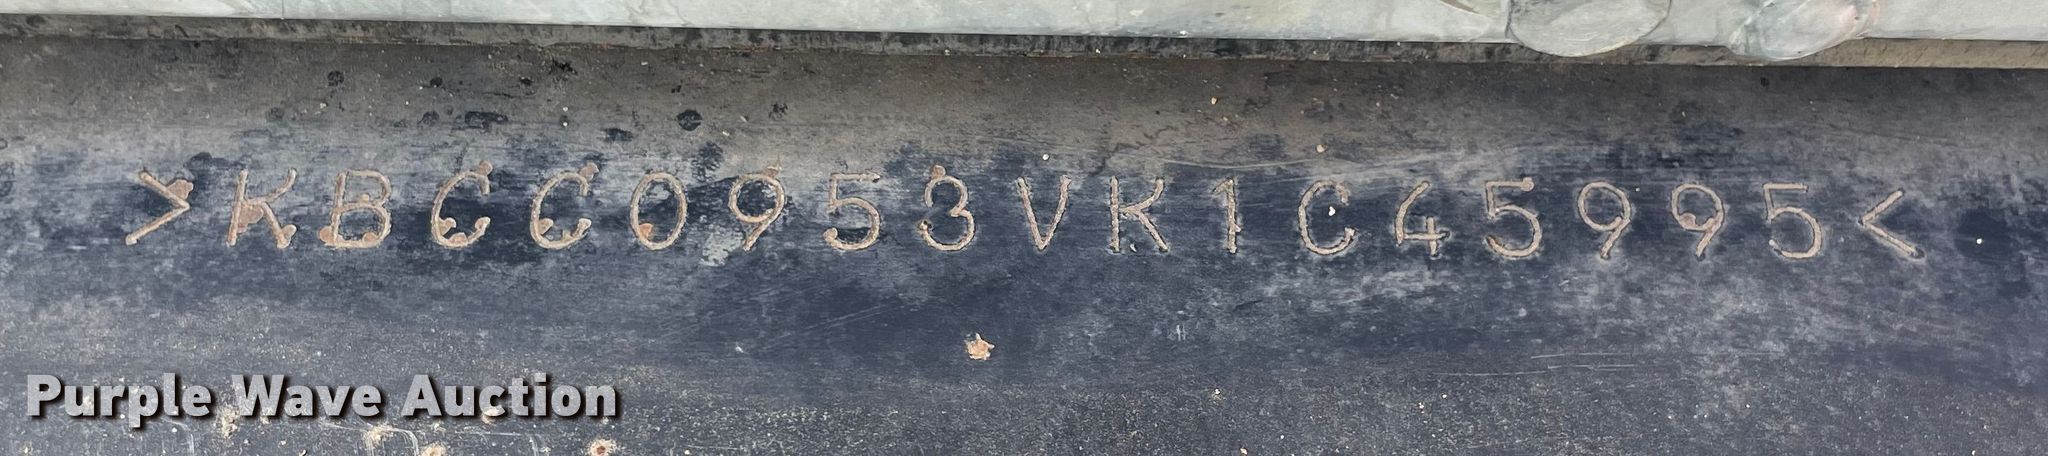 >KBCC0953VK1C45995<
Purple Wave Auction